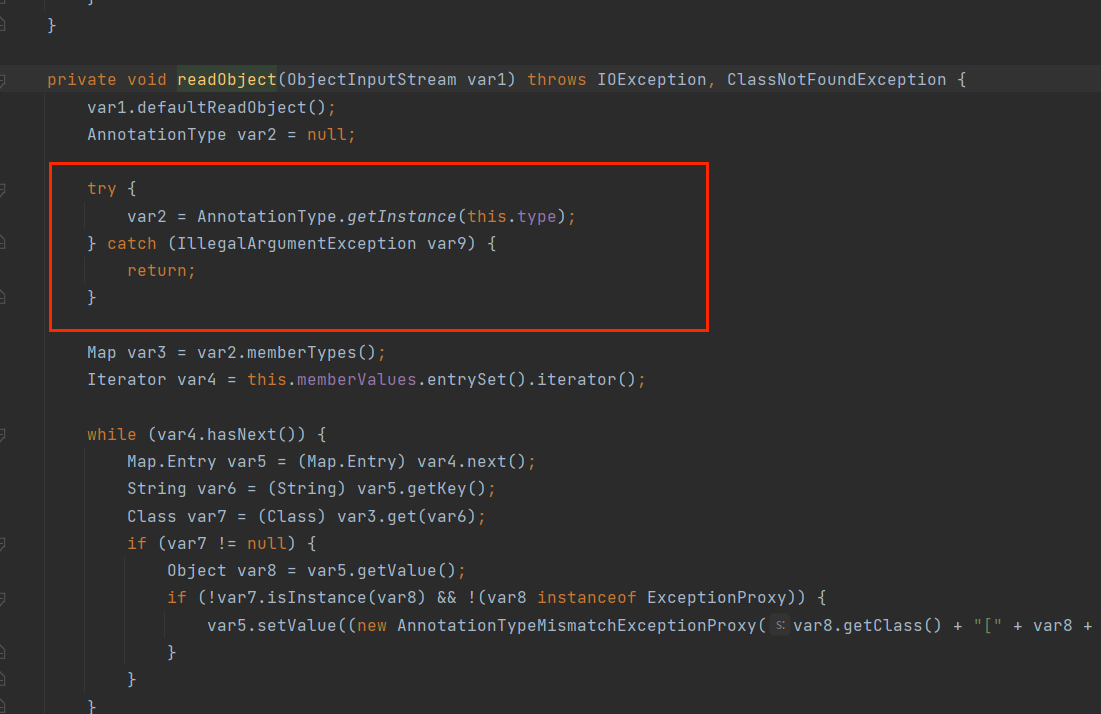 }
}
private void readObject(ObjectInputStream var1) throws IOException, ClassNotFoundException {
var1.defaultReadObject();
AnnotationType var2 = null;
try {
var2 = AnnotationType.getInstance(this.type);
} catch (IllegalArgumentException var9) {
return;
}
Map var3 = var2.memberTypes();
Iterator var4 = this.memberValues.entrySet().iterator();
while (var4.hasNext()) {
Map.Entry var5 = (Map.Entry) var4.next();
String var6 = (String) var5.getKey();
Class var7 = (Class) var3.get(var6);
if (var7 != null) {
Object var8 = var5.getValue();
if (!var7.isInstance(var8) && !(var8 instanceof ExceptionProxy)) {
var5.setValue((new AnnotationTypeMismatchExceptionProxy( s: var8.getClass() + "[" + var8 +
}
}
}